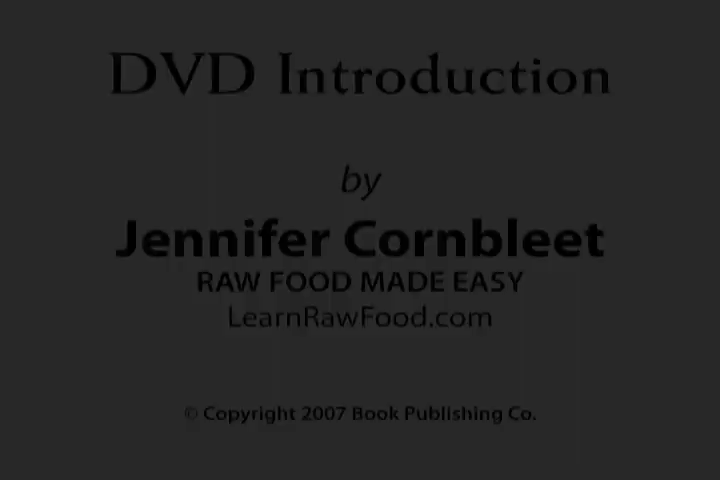 DVD Introduction
by
Jennifer Cornbleet
RAW FOOD MADE EASY
LearnRawFood.com
© Copyright 2007 Book Publishing Co.